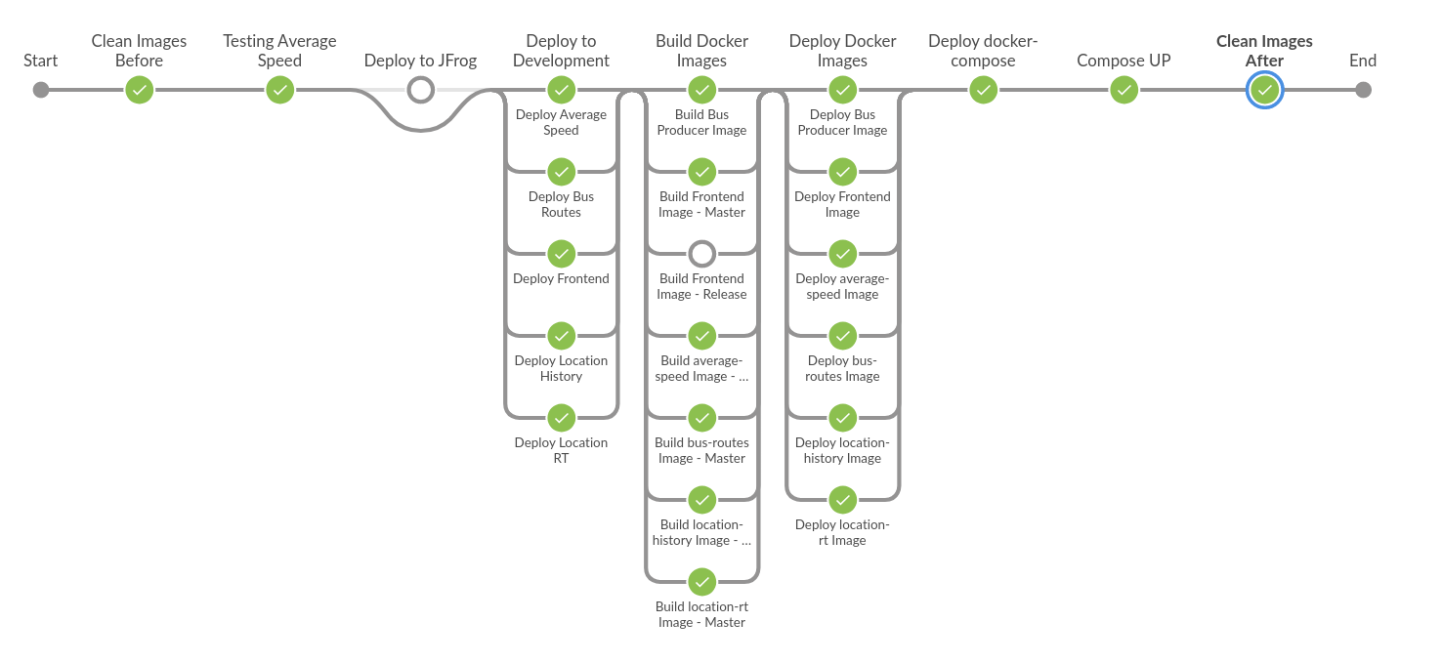 Start
Clean Images
Before
Testing Average
Speed
Deploy to JFrog
Deploy to
Development
Build Docker
Images
Deploy Docker
Images
Deploy docker-
compose
Compose UP
Clean Images
After
End
Deploy Average
Speed
Deploy Bus
Routes
Deploy Frontend
Deploy Location
History
Deploy Location
RT
Build Bus
Producer Image
Build Frontend
Image - Master
Build Frontend
Image - Release
Build average-
speed Image - ...
Build bus-routes
Image - Master
Build location-
history Image - ...
Build location-rt
Image - Master
Deploy Bus
Producer Image
Deploy Frontend
Image
Deploy average-
speed Image
Deploy bus-
routes Image
Deploy location-
history Image
Deploy location-
rt Image